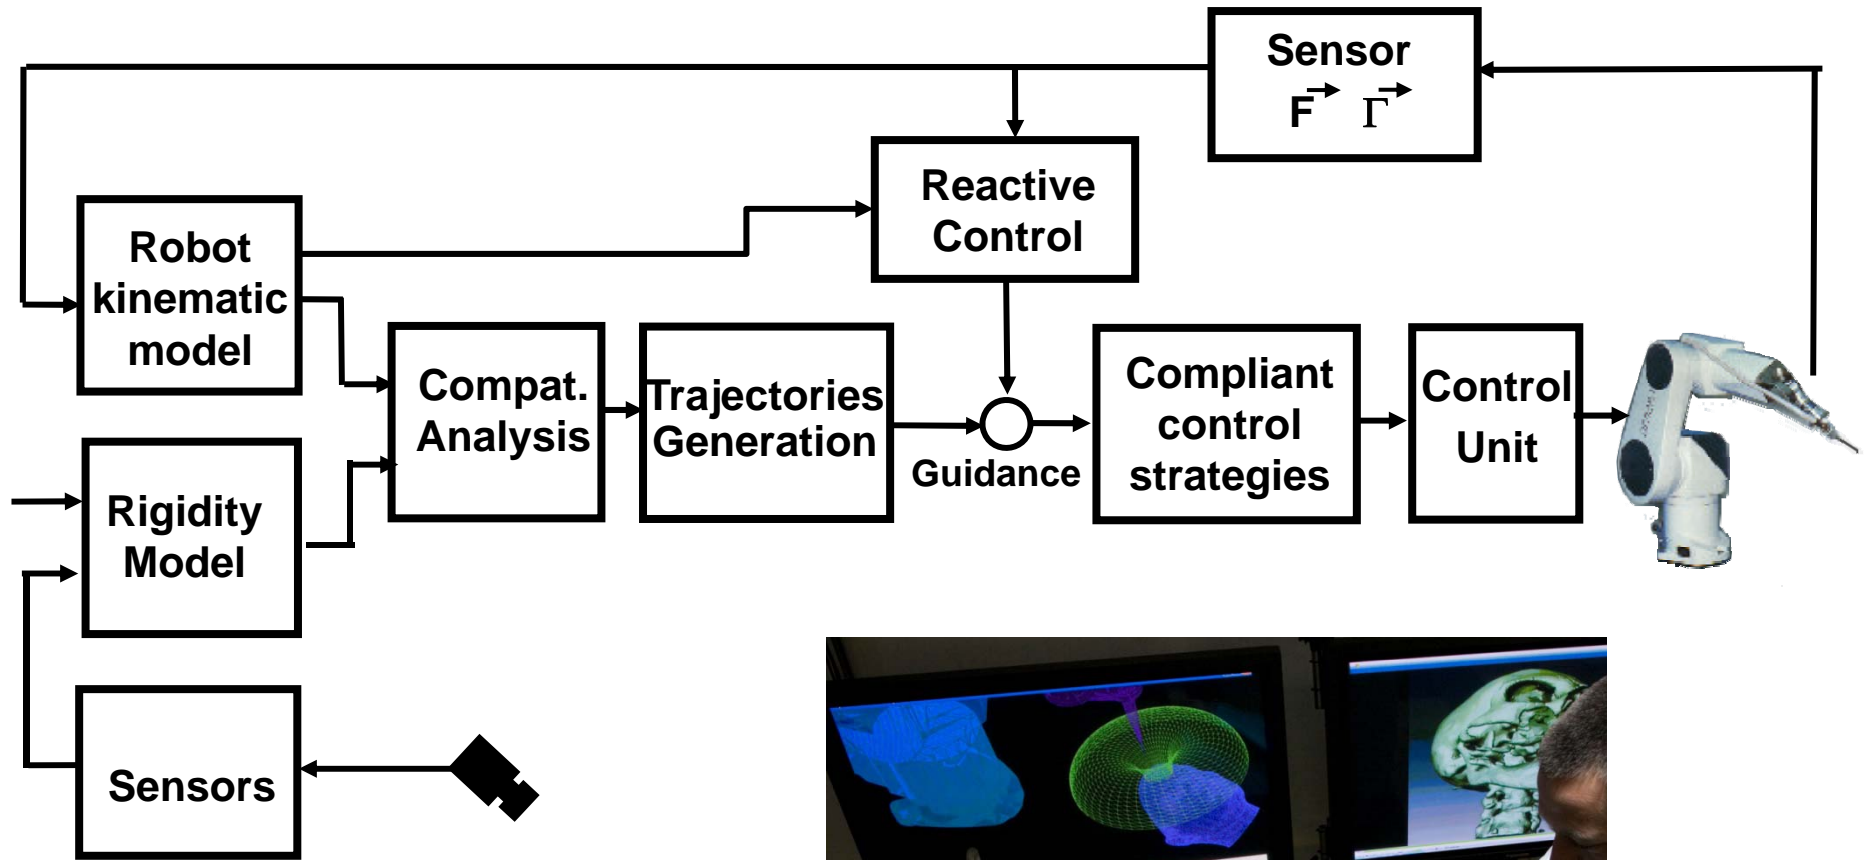 Sensor
F Γ
Reactive
Control
Robot
kinematic
model
Compat.
Analysis
Trajectories
Generation
Guidance
Compliant
control
strategies
Control
Unit
Rigidity
Model
Sensors